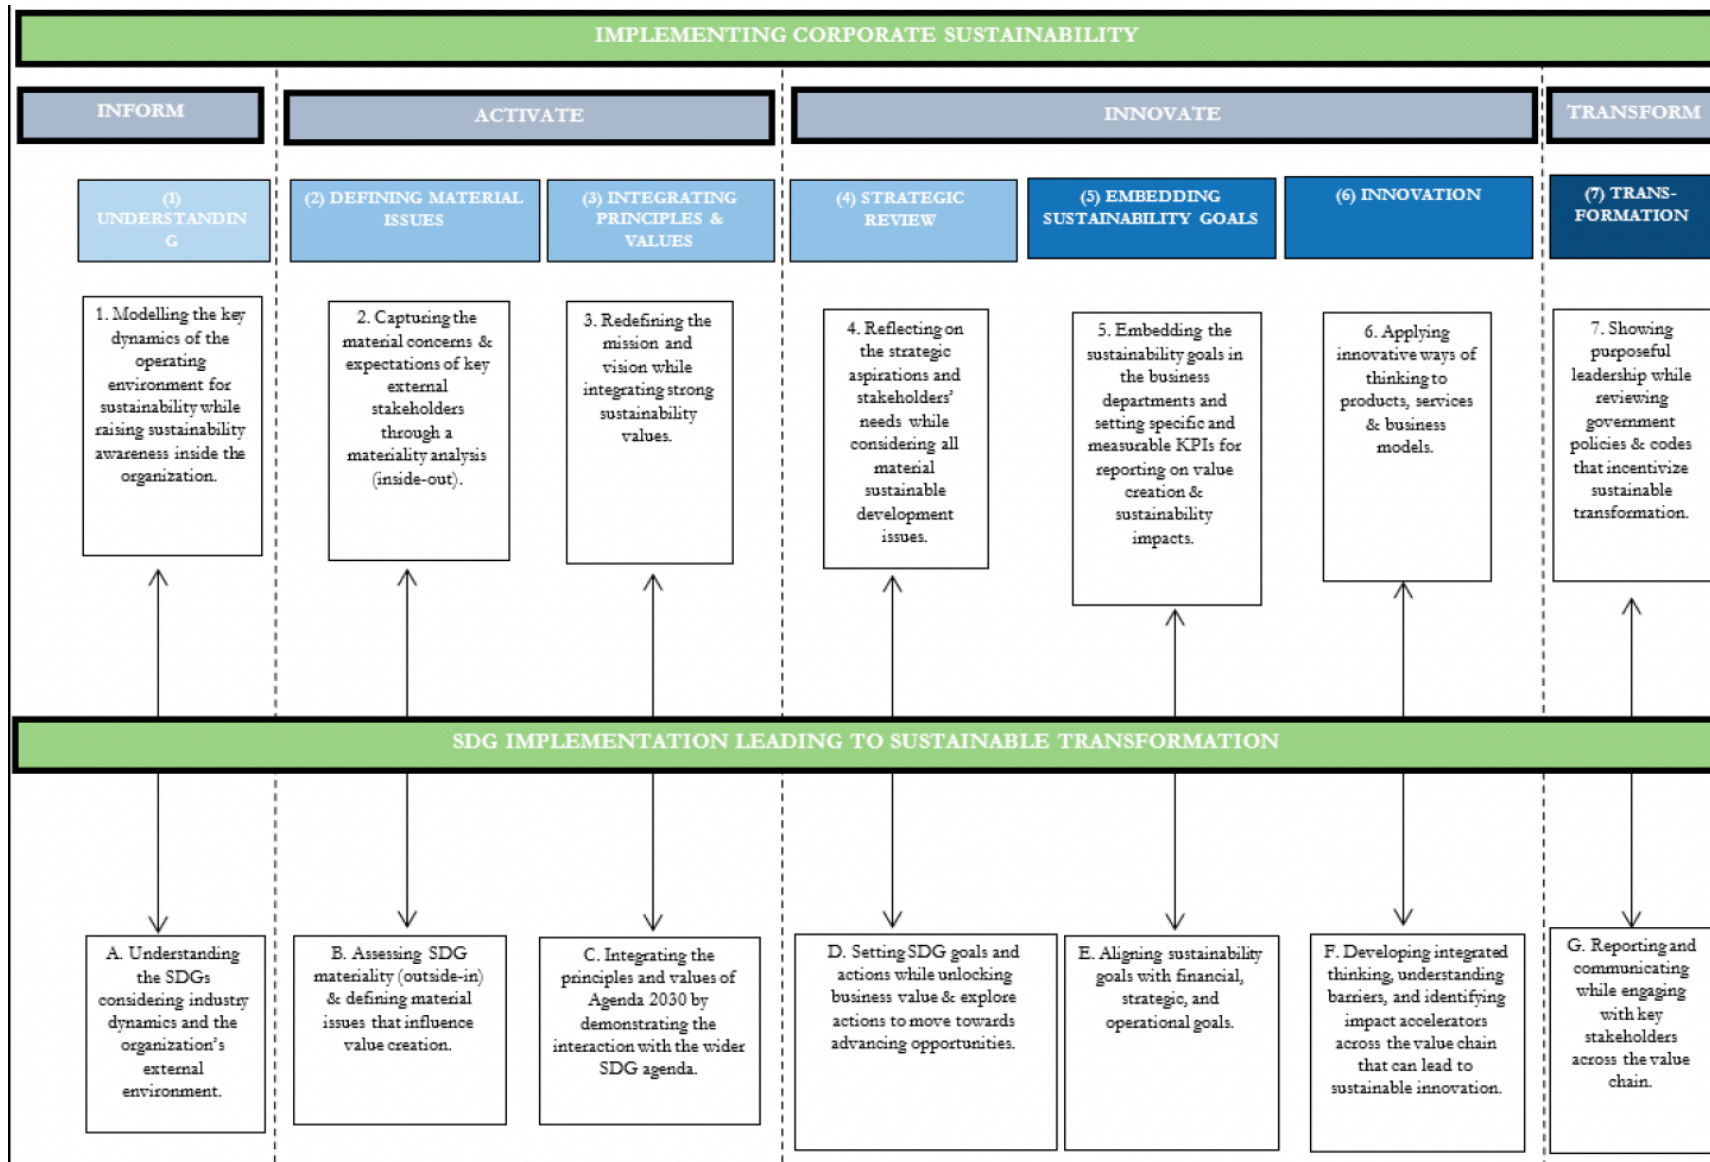 IMPLEMENTING CORPORATE SUSTAINABILITY
INFORM
ACTIVATE
INNOVATE
TRANSFORM
(1)
UNDERSTANDIN
G
(2) DEFINING MATERIAL
ISSUES
(3) INTEGRATING
PRINCIPLES &
VALUES
(4) STRATEGIC
REVIEW
(5) EMBEDDING
SUSTAINABILITY GOALS
(6) INNOVATION
(7) TRANS-
FORMATION
1. Modelling the key
dynamics of the
operating
environment for
sustainability while
raising sustainability
awareness inside the
organization.
2. Capturing the
material concerns &
expectations of key
external
stakeholders
through a
materiality analysis
(inside-out).
3. Redefining the
mission and
vision while
integrating strong
sustainability
values.
4. Reflecting on
the strategic
aspirations and
stakeholders’
needs while
considering all
material
sustainable
development
issues.
5. Embedding the
sustainability goals in
the business
departments and
setting specific and
measurable KPIs for
reporting on value
creation &
sustainability
impacts.
6. Applying
innovative ways of
thinking to
products, services
& business
models.
7. Showing
purposeful
leadership while
reviewing
government
policies & codes
that incentivize
sustainable
transformation.
SDG IMPLEMENTATION LEADING TO SUSTAINABLE TRANSFORMATION
A. Understanding
the SDGs
considering industry
dynamics and the
organization’s
external
environment.
B. Assessing SDG
materiality (outside-in)
& defining material
issues that influence
value creation.
C. Integrating the
principles and values of
Agenda 2030 by
demonstrating the
interaction with the wider
SDG agenda.
D. Setting SDG goals and
actions while unlocking
business value & explore
actions to move towards
advancing opportunities.
E. Aligning sustainability
goals with financial,
strategic, and
operational goals.
F. Developing integrated
thinking, understanding
barriers, and identifying
impact accelerators
across the value chain
that can lead to
sustainable innovation.
G. Reporting and
communicating
while engaging
with key
stakeholders
across the value
chain.